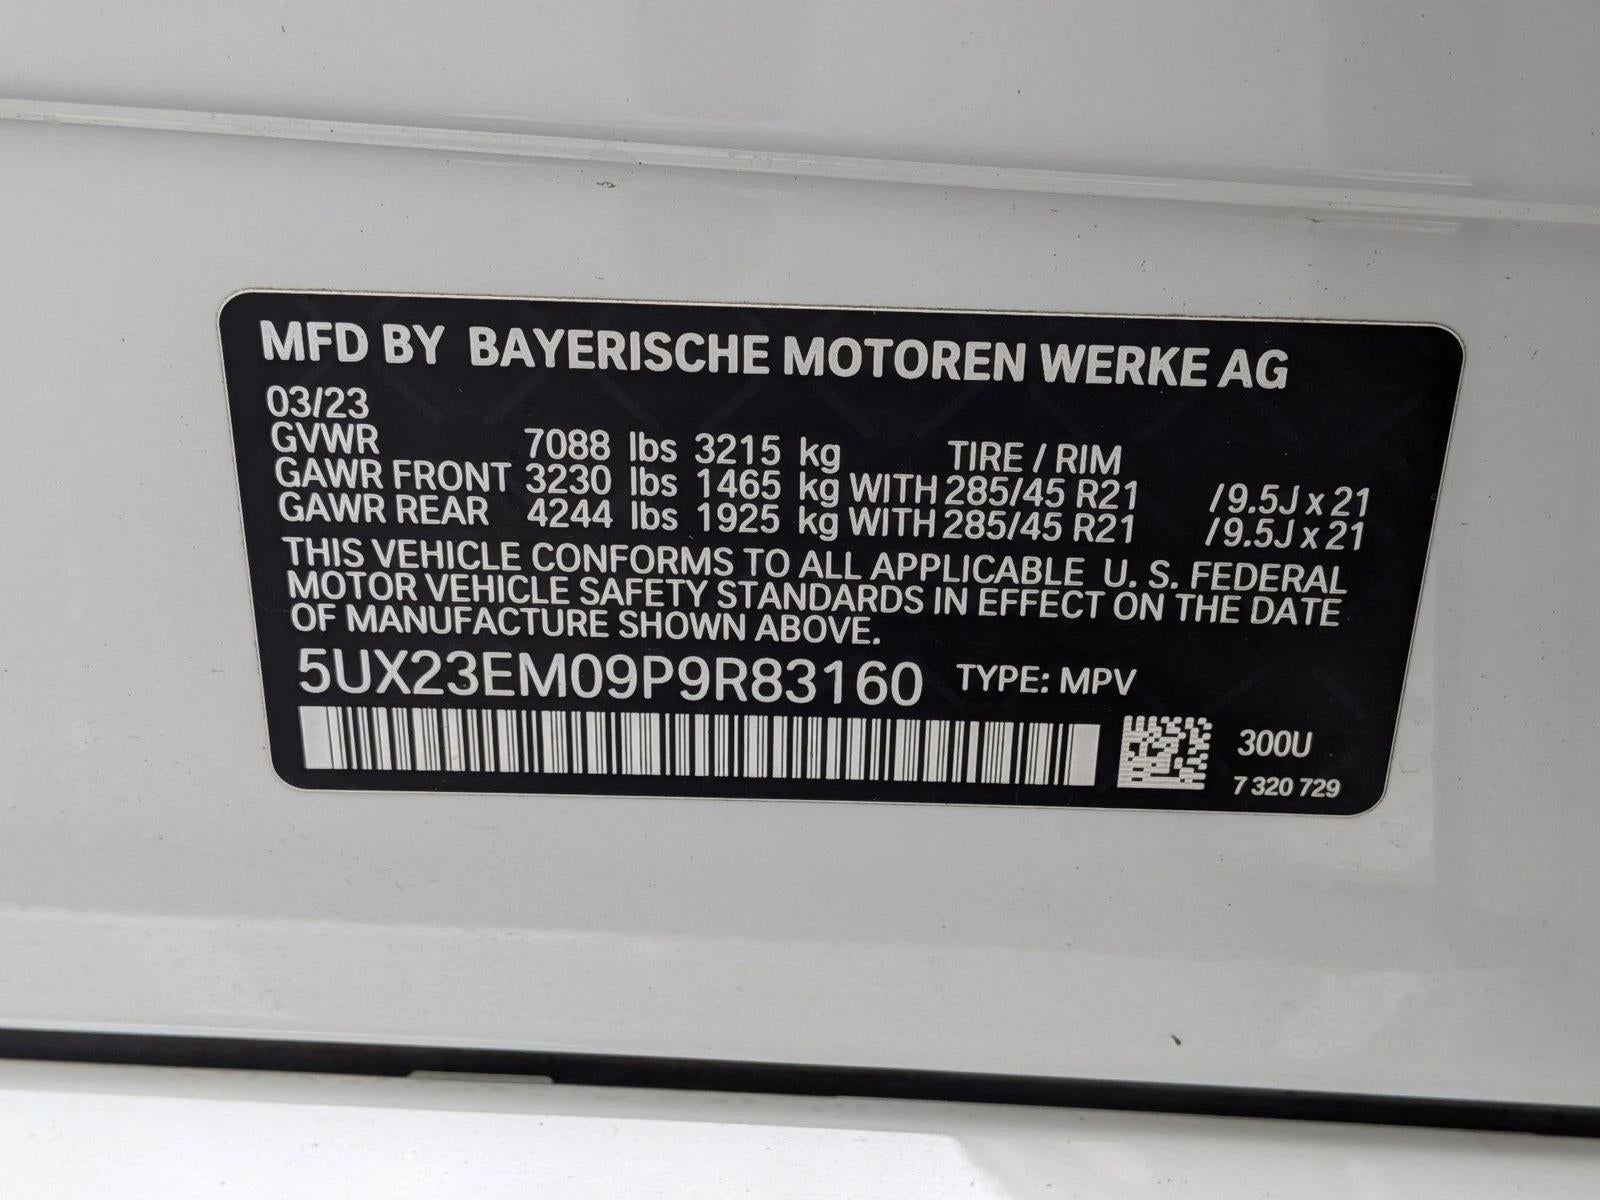 MFD BY BAYERISCHE MOTOREN WERKE AG
03/23
GVWR 7088 lbs 3215 kg TIRE / RIM
GAWR FRONT 3230 lbs 1465 kg WITH 285/45 R21 /9.5J x 21
GAWR REAR 4244 lbs 1925 kg WITH 285/45 R21 /9.5J x 21
THIS VEHICLE CONFORMS TO ALL APPLICABLE U. S. FEDERAL
MOTOR VEHICLE SAFETY STANDARDS IN EFFECT ON THE DATE
OF MANUFACTURE SHOWN ABOVE.
5UX23EM09P9R83160 TYPE: MPV
300U
7 320 729